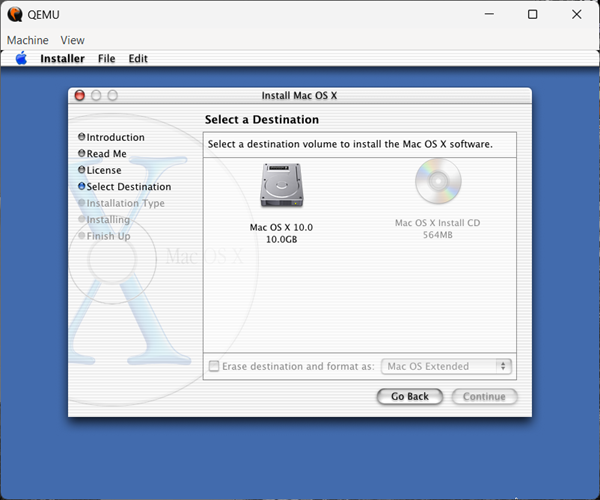 QEMU
Machine View
Installer File Edit
Install Mac OS X
Select a Destination
Introduction
Read Me
License
Select Destination
Installation Type
Installing
Finish Up
Mac OS X
Select a destination volume to install the Mac OS X software.
Mac OS X 10.0
10.0GB
Mac OS X Install CD
564MB
Erase destination and format as: Mac OS Extended
Go Back Continue